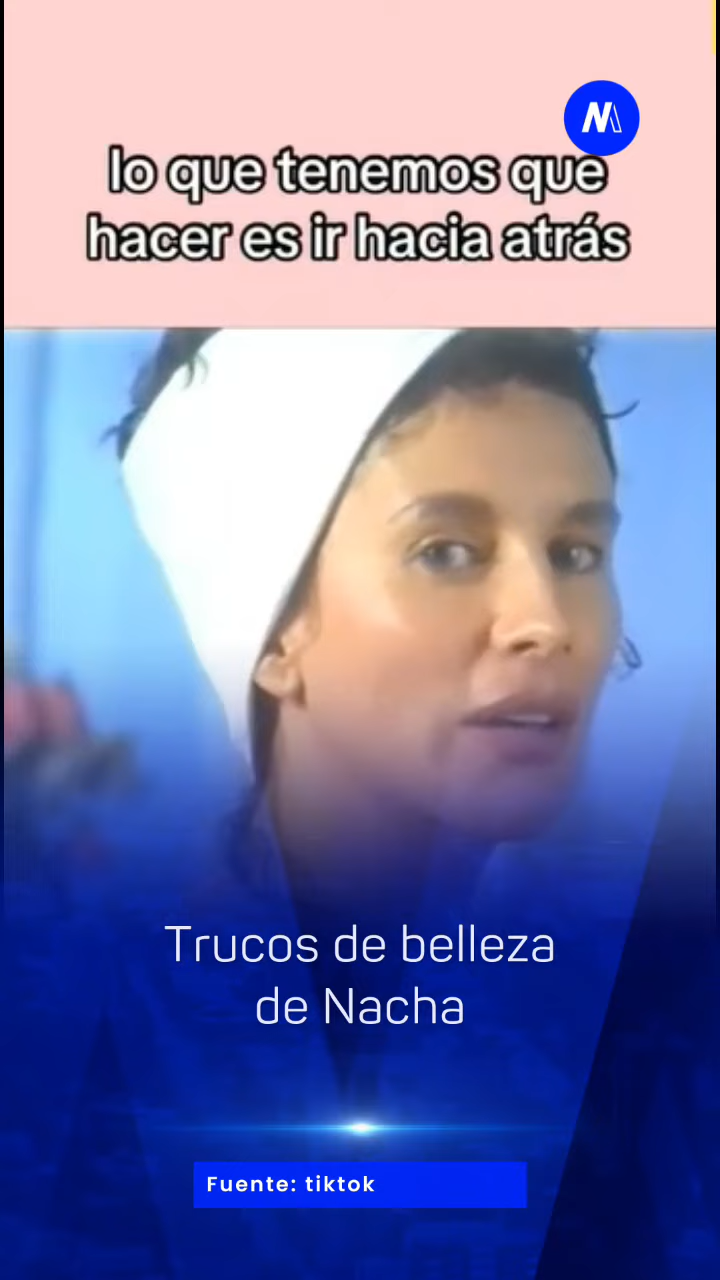 lo que tenemos que
hacer es ir hacia atrás
Trucos de belleza
de Nacha
Fuente: tiktok